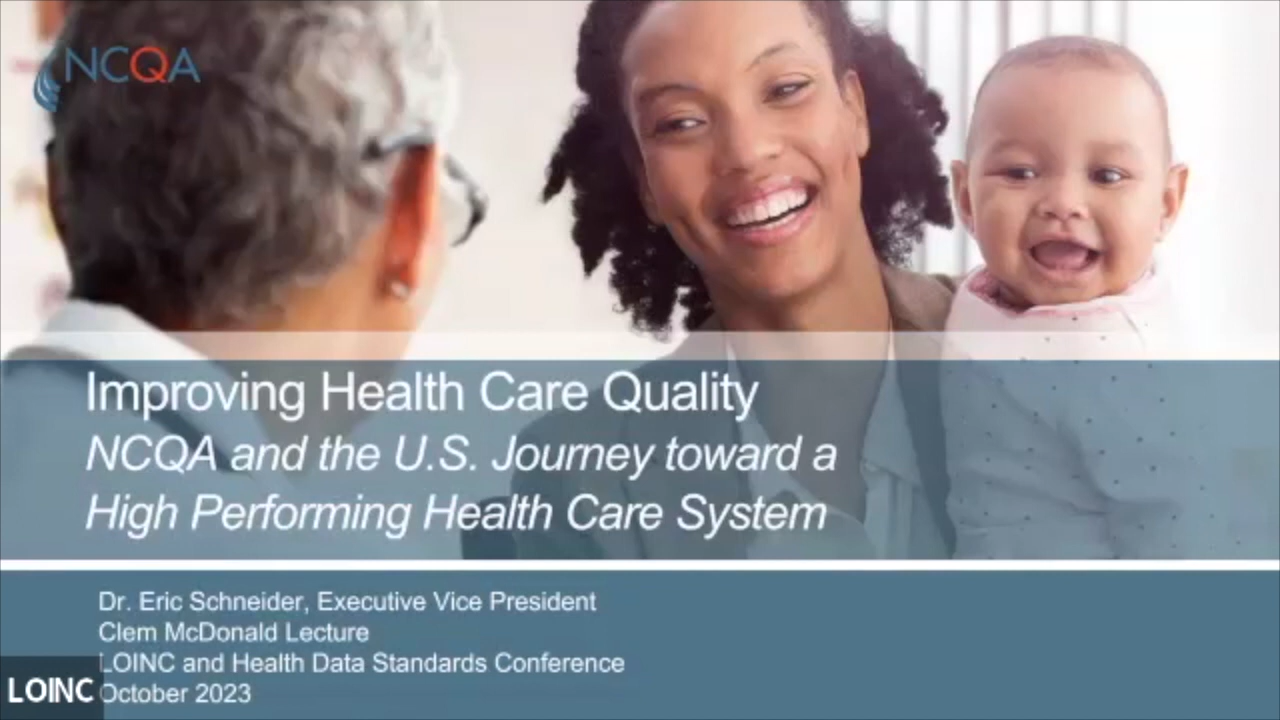 NCQA
Improving Health Care Quality
NCQA and the U.S. Journey toward a
High Performing Health Care System
Dr. Eric Schneider, Executive Vice President
Clem McDonald Lecture
LOINC and Health Data Standards Conference
October 2023
LOINC